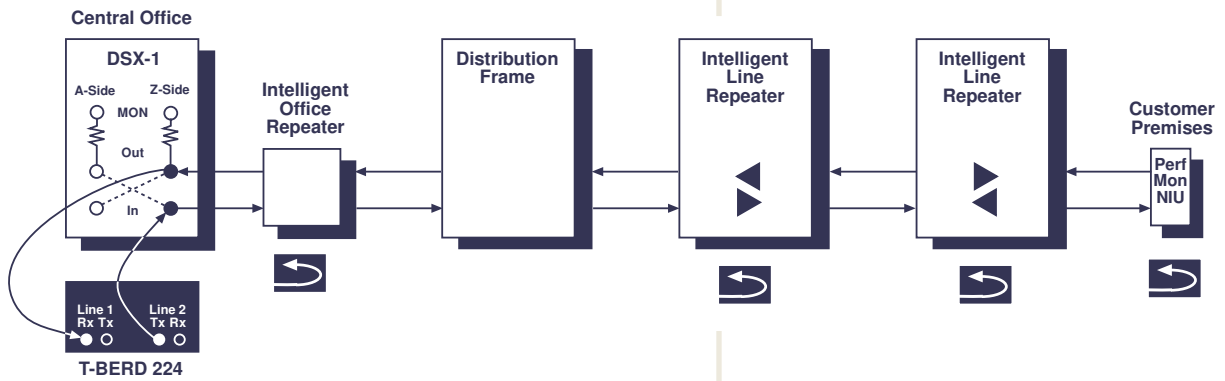 Central Office
DSX-1
A-Side
Z-Side
MON
Out
In
Intelligent
Office
Repeater
Distribution
Frame
Intelligent
Line
Repeater
Intelligent
Line
Repeater
Customer
Premises
Perf
Mon
NIU
Line 1
Rx Tx
Line 2
Tx Rx
T-BERD 224